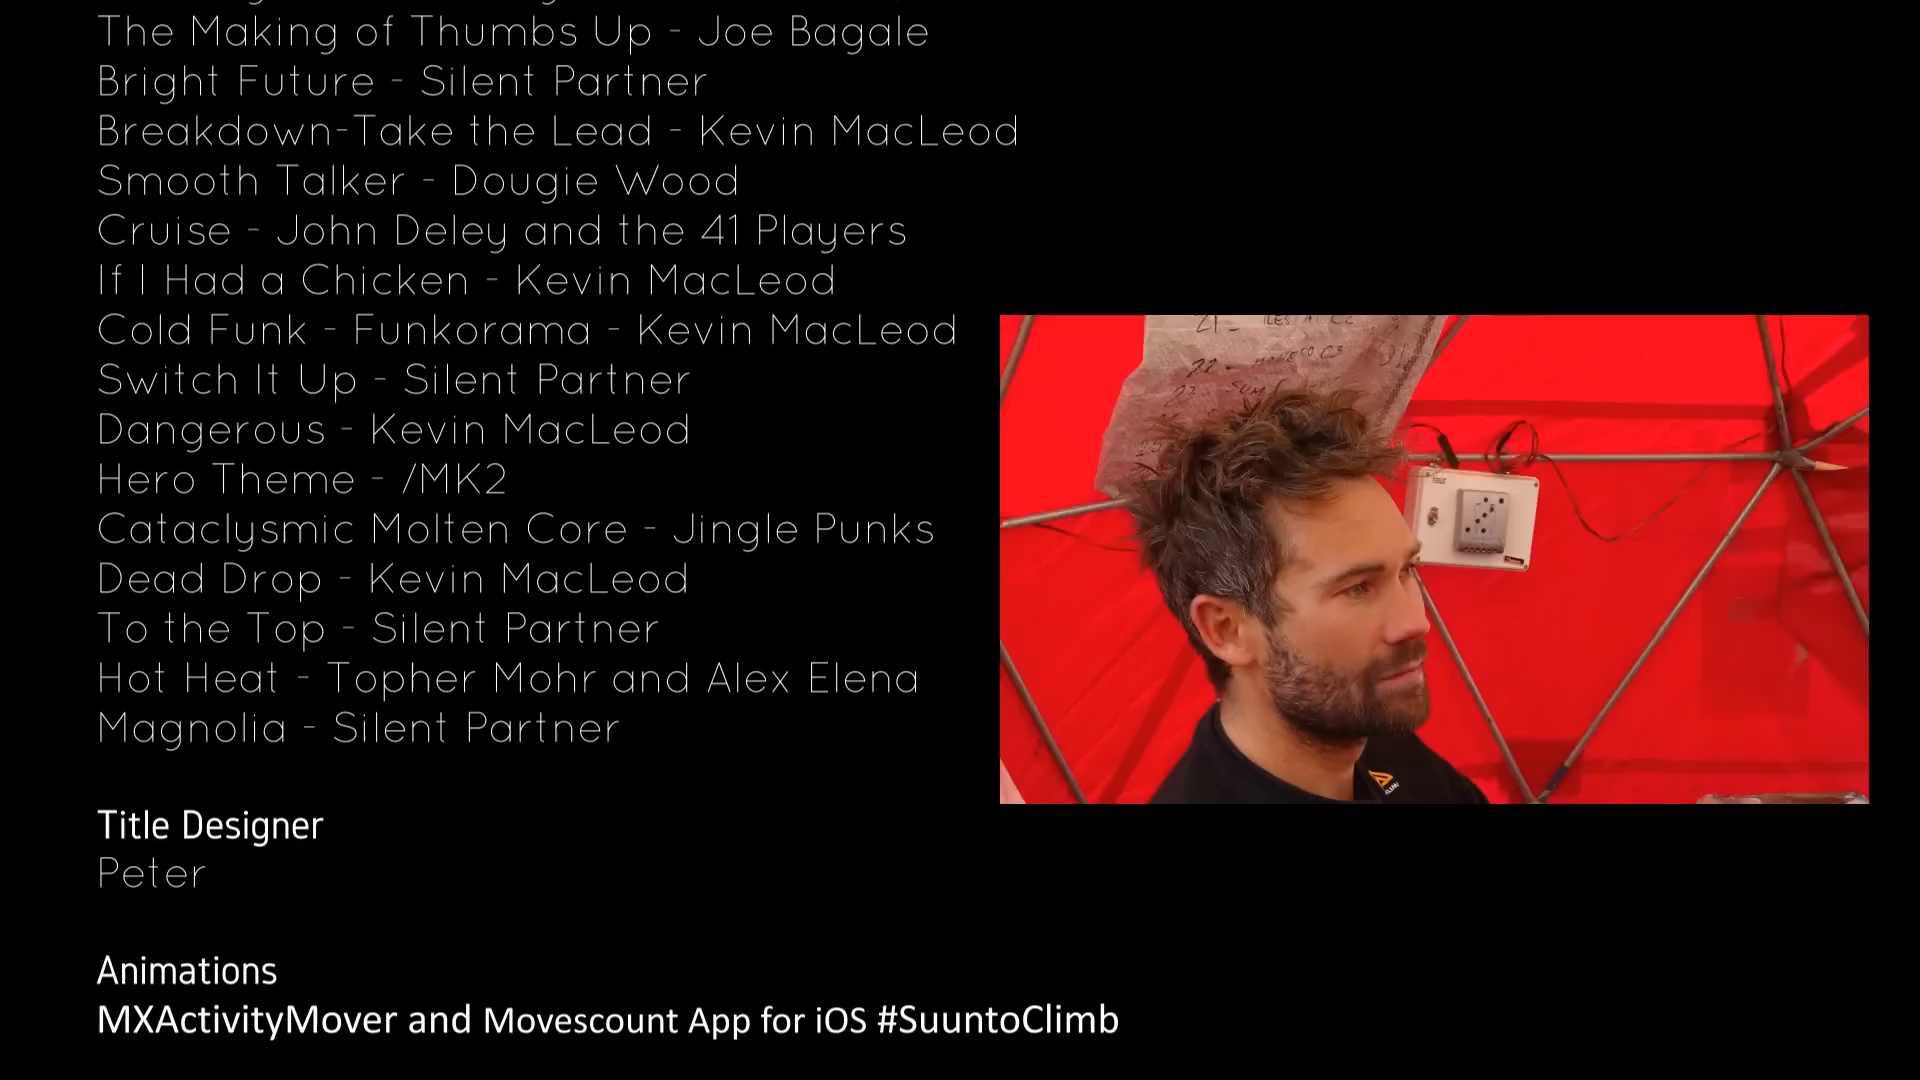 The Making of Thumbs Up - Joe Bagale
Bright Future - Silent Partner
Breakdown-Take the Lead - Kevin MacLeod
Smooth Talker - Dougie Wood
Cruise - John Deley and the 41 Players
If I Had a Chicken - Kevin MacLeod
Cold Funk - Funkorama - Kevin MacLeod
Switch It Up - Silent Partner
Dangerous - Kevin MacLeod
Hero Theme - /MK2
Cataclysmic Molten Core - Jingle Punks
Dead Drop - Kevin MacLeod
To the Top - Silent Partner
Hot Heat - Topher Mohr and Alex Elena
Magnolia - Silent Partner
Title Designer
Peter
Animations
MXActivityMover and Movescount App for iOS #SuuntoClimb
21 -
22 -
23 -